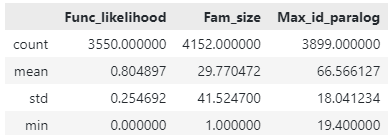 Func_likelihood Fam_size Max_id_paralog
count 3550.000000 4152.000000 3899.000000
mean 0.804897 29.770472 66.566127
std 0.254692 41.524700 18.041234
min 0.000000 1.000000 19.400000